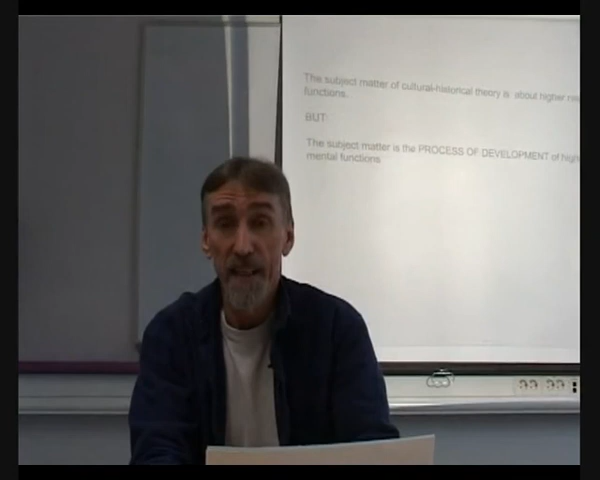 The subject matter of cultural-historical theory is about higher
functions.
BUT
The subject matter is the PROCESS OF DEVELOPMENT of
mental functions